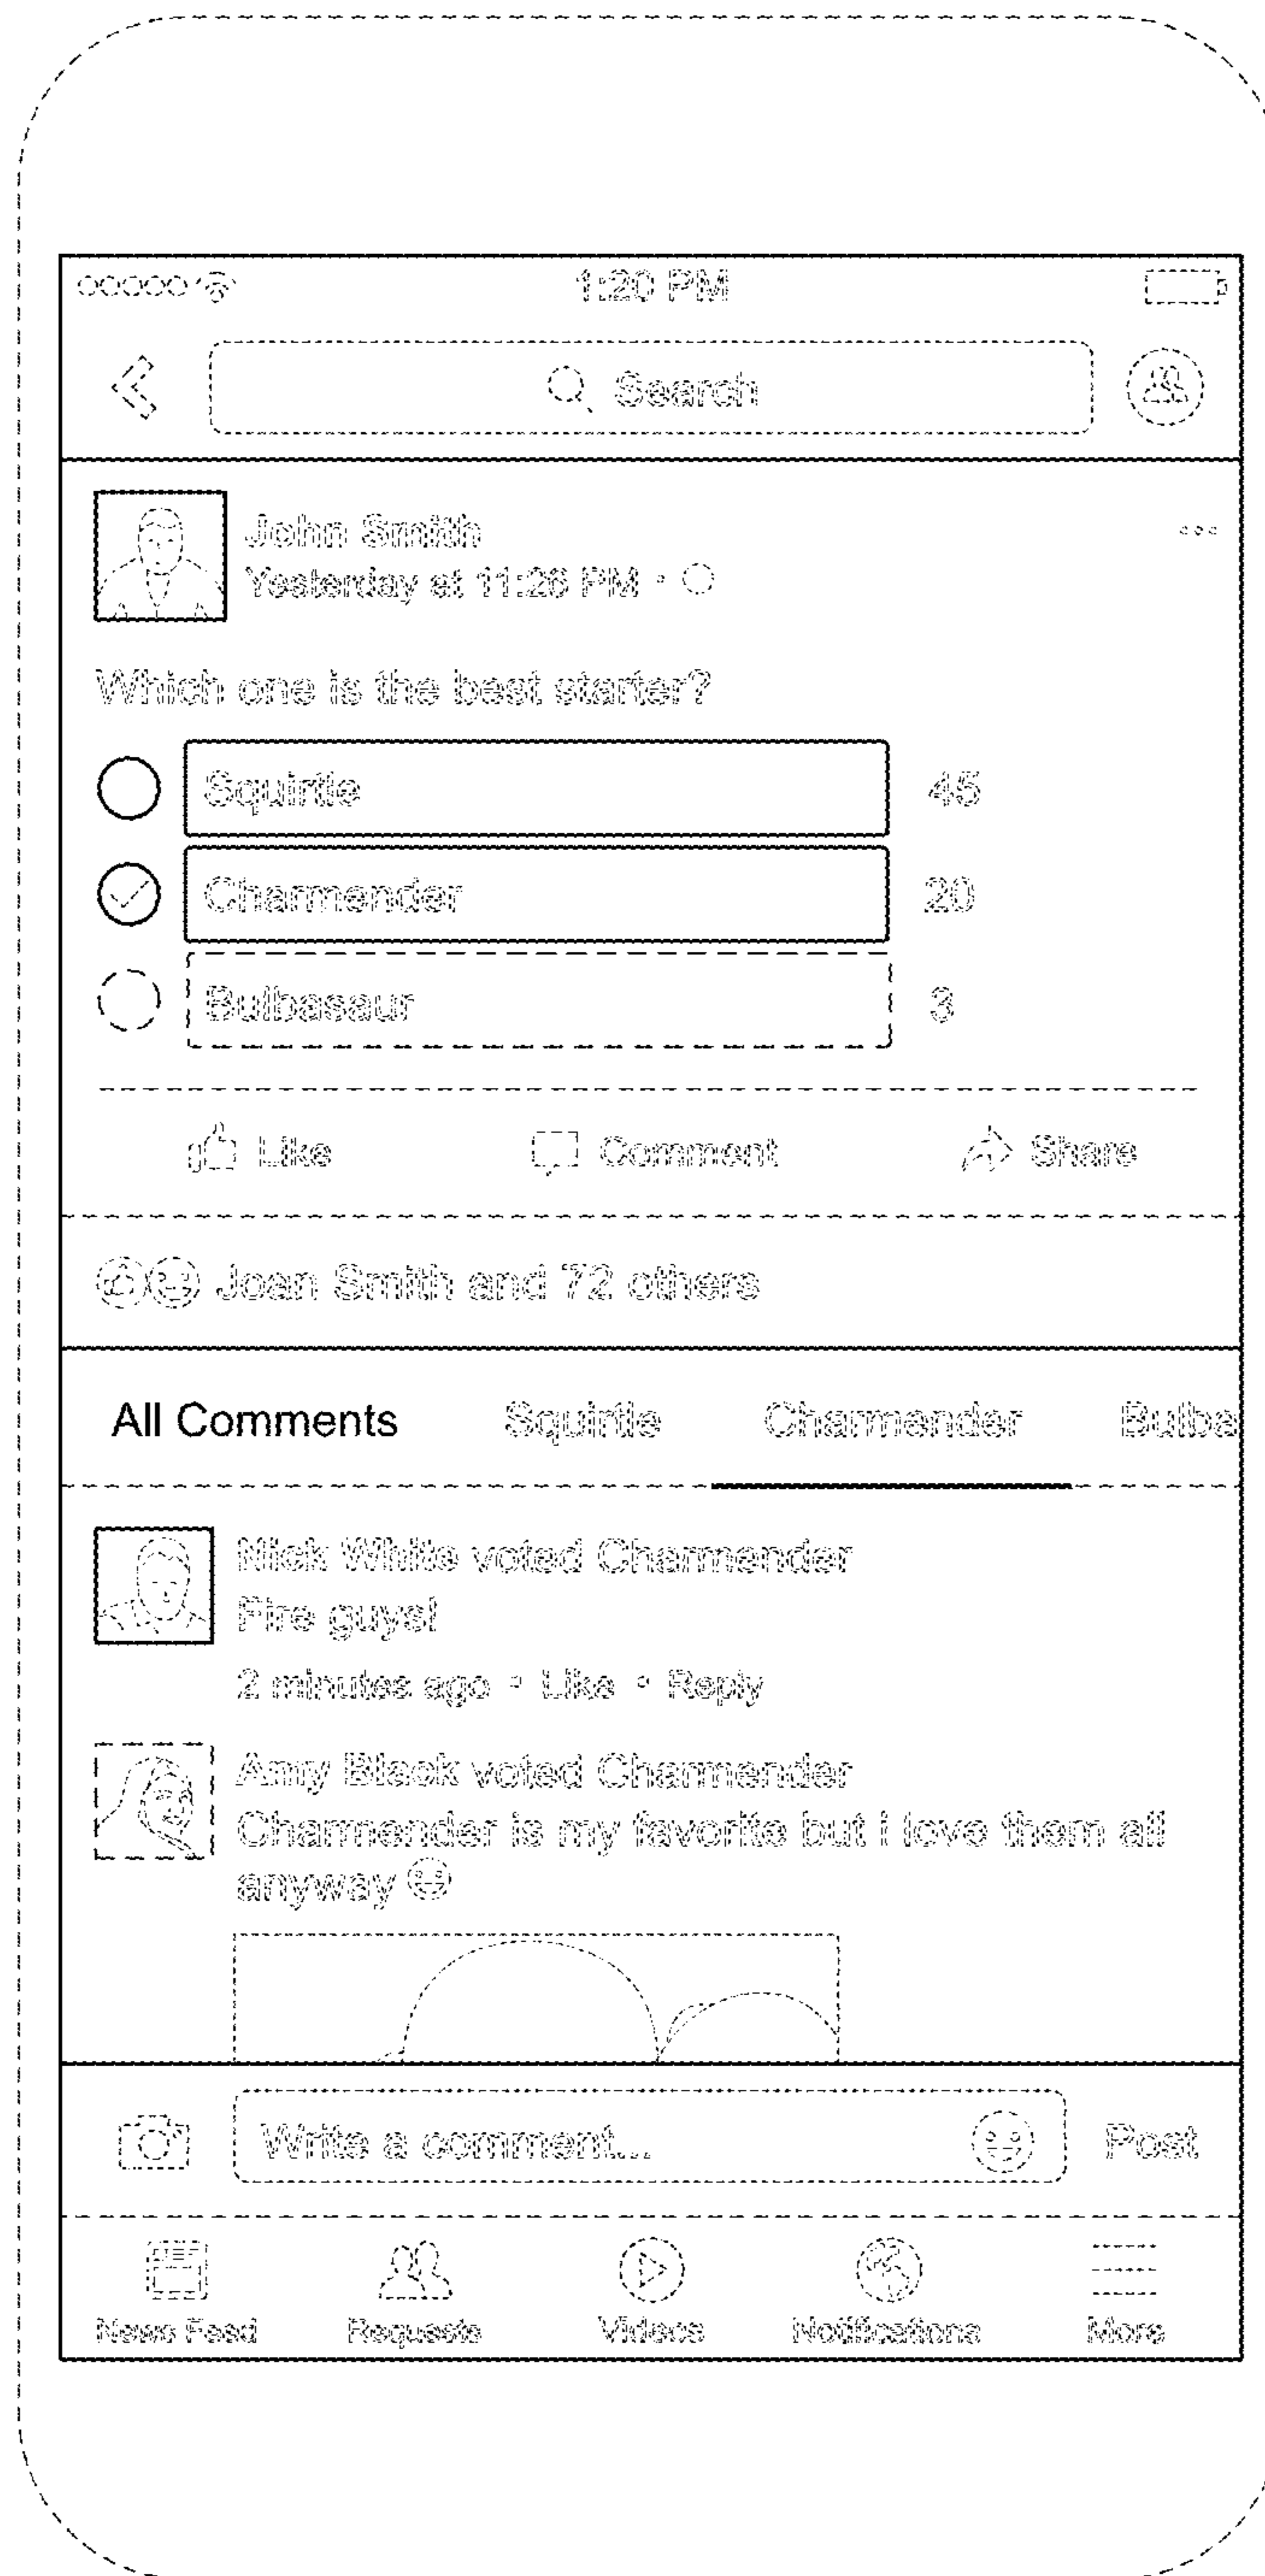 1:20 PM
Search
John Smith
Yesterday at 11:26 PM ·
...
Which one is the best starter?
Squirtle 45
Charmender 20
Bulbasaur 3
Like Comment Share
Joan Smith and 72 others
All Comments Squirtle Charmender Bulba
Nick White voted Charmender
Fire guys!
2 minutes ago · Like · Reply
Amy Black voted Charmender
Charmender is my favorite but i love them all
anyway
Write a comment... Post
News Feed Requests Videos Notifications More